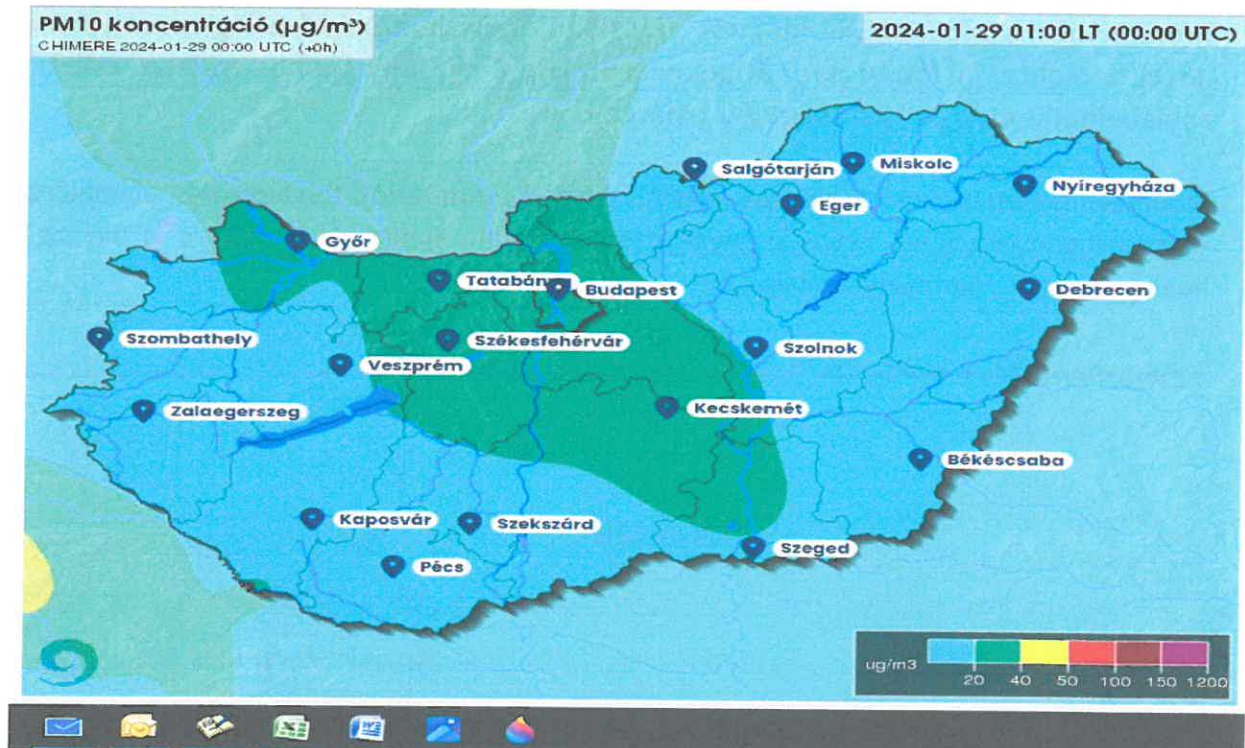 PM10 koncentráció (µg/m³)
CHIMERE 2024-01-29 00:00 UTC (+0h)
2024-01-29 01:00 LT (00:00 UTC)
Salgótarján
Miskolc
Nyíregyháza
Eger
Győr
Tatabánya
Budapest
Debrecen
Szombathely
Székesfehérvár
Szolnok
Veszprém
Zalaegerszeg
Kecskemét
Békéscsaba
Kaposvár
Szekszárd
Szeged
Pécs
ug/m3
20 40 50 100 150 1200